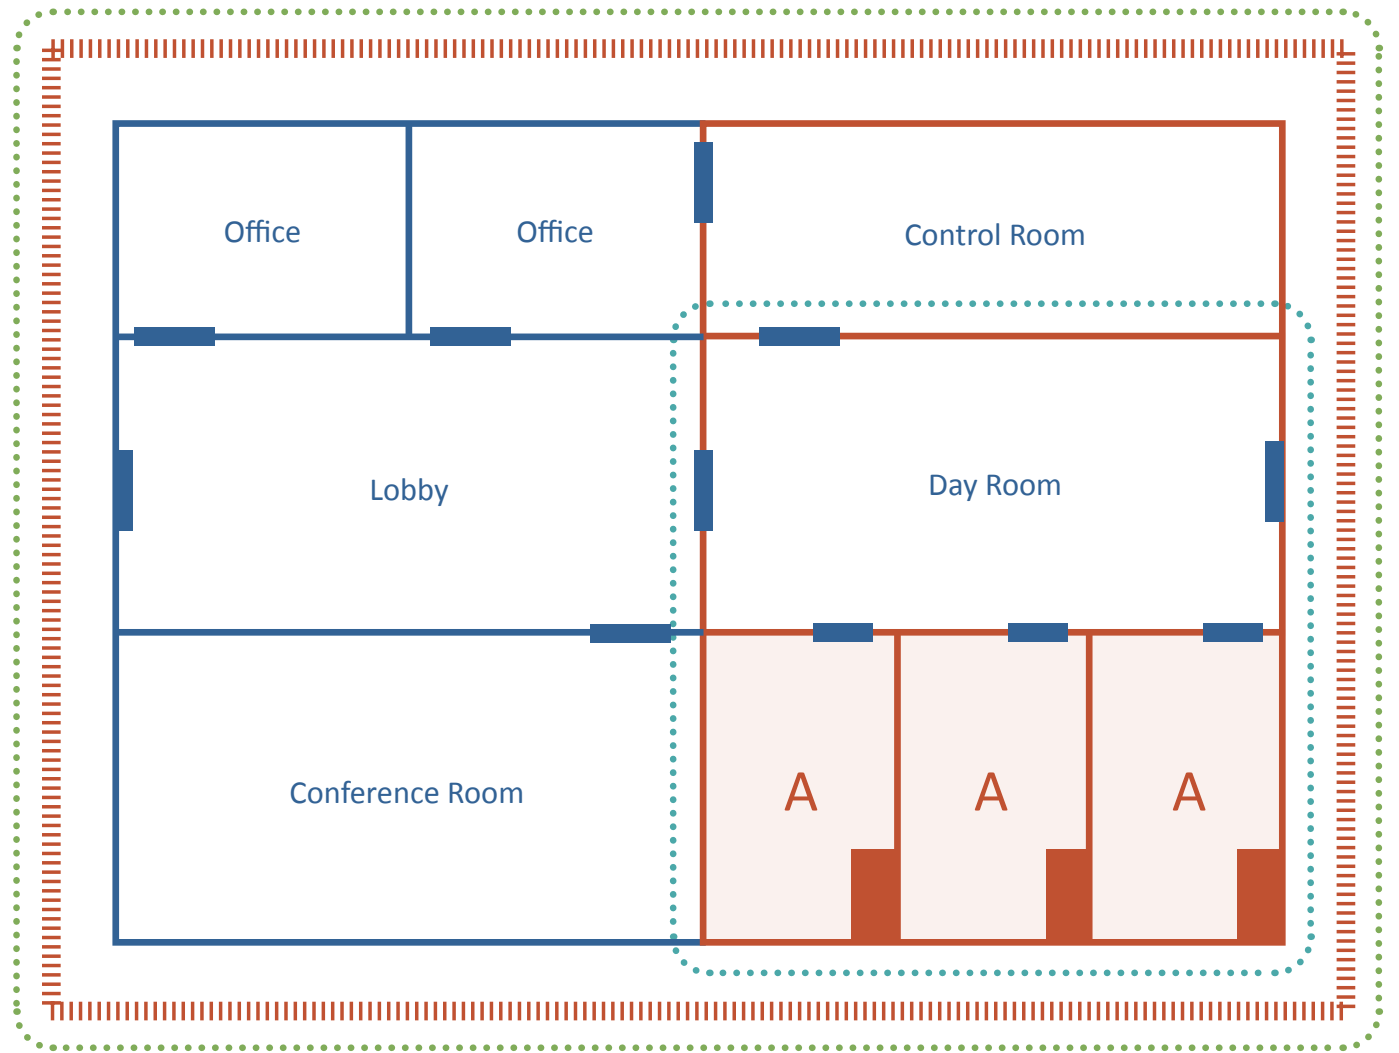 Office
Office
Control Room
Lobby
Day Room
Conference Room
A
A
A